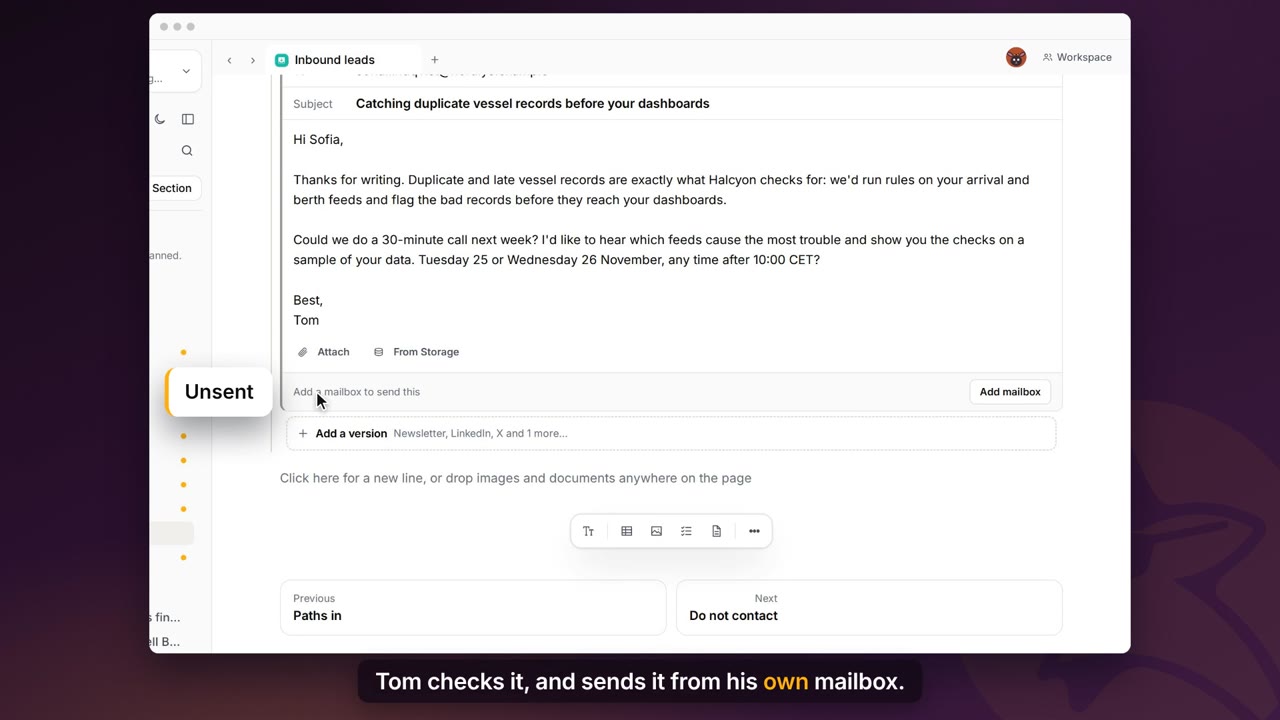 Inbound leads
Workspace
g...
Subject Catching duplicate vessel records before your dashboards
Hi Sofia,
Section
Thanks for writing. Duplicate and late vessel records are exactly what Halcyon checks for: we'd run rules on your arrival and
berth feeds and flag the bad records before they reach your dashboards.
Could we do a 30-minute call next week? I'd like to hear which feeds cause the most trouble and show you the checks on a
anned.
sample of your data. Tuesday 25 or Wednesday 26 November, any time after 10:00 CET?
Best,
Tom
Attach From Storage
Unsent
Add a mailbox to send this Add mailbox
Add a version Newsletter, LinkedIn, X and 1 more...
Click here for a new line, or drop images and documents anywhere on the page
Tt
Previous
Paths in
Next
Do not contact
s fin...
ell B...
Tom checks it, and sends it from his own mailbox.